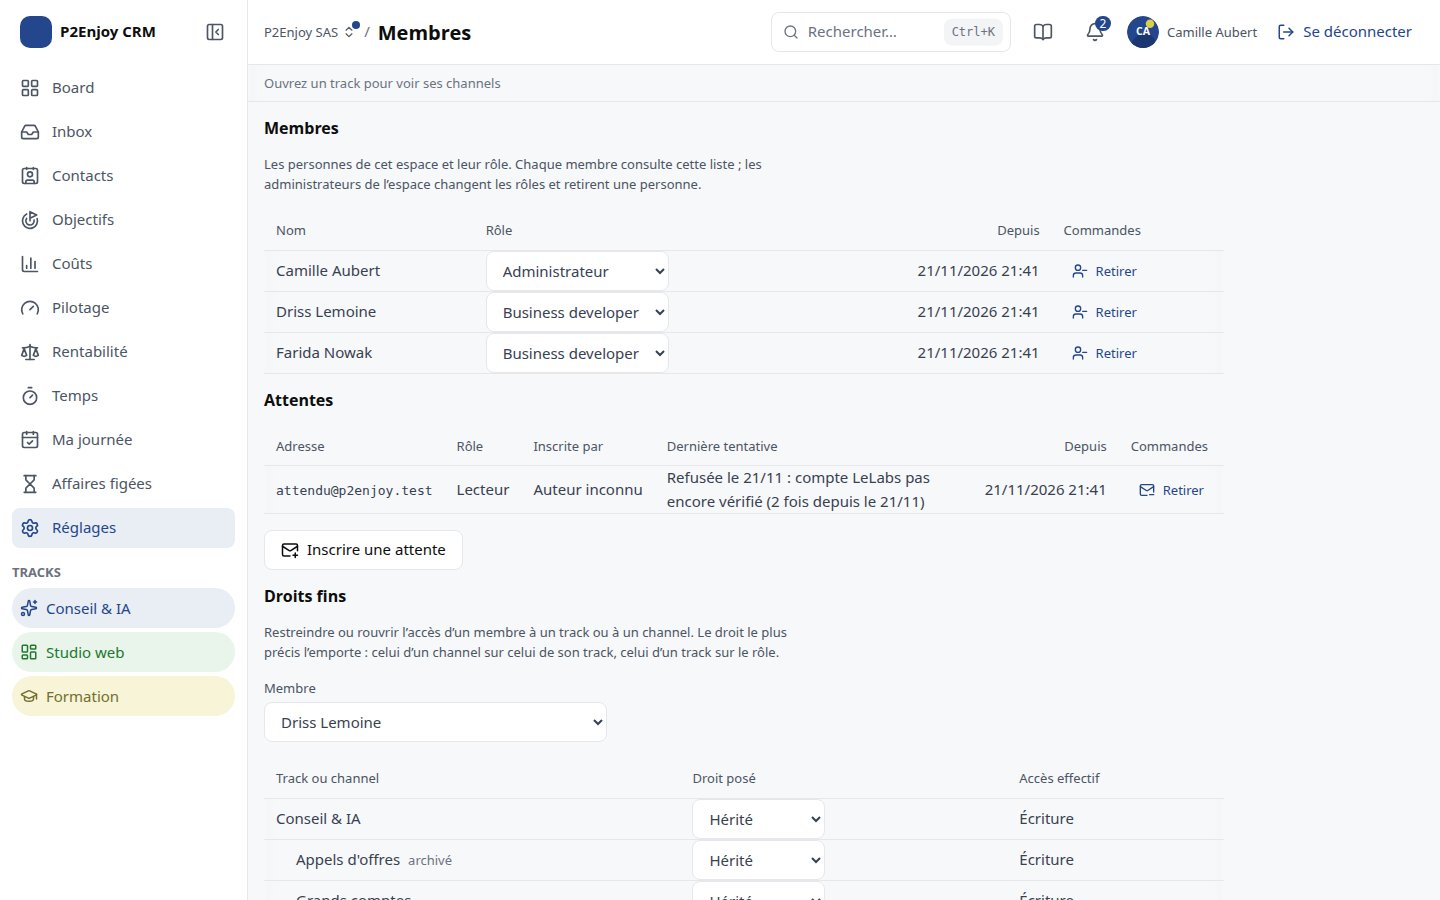 P2Enjoy CRM
P2Enjoy SAS / Membres
Rechercher... Ctrl+K
2
CA Camille Aubert
Se déconnecter
Board
Inbox
Contacts
Objectifs
Coûts
Pilotage
Rentabilité
Temps
Ma journée
Affaires figées
Réglages
TRACKS
Conseil & IA
Studio web
Formation
Ouvrez un track pour voir ses channels
Membres
Les personnes de cet espace et leur rôle. Chaque membre consulte cette liste ; les
administrateurs de l’espace changent les rôles et retirent une personne.
Nom Rôle Depuis Commandes
Camille Aubert Administrateur 21/11/2026 21:41 Retirer
Driss Lemoine Business developer 21/11/2026 21:41 Retirer
Farida Nowak Business developer 21/11/2026 21:41 Retirer
Attentes
Adresse Rôle Inscrite par Dernière tentative Depuis Commandes
attendu@p2enjoy.test Lecteur Auteur inconnu Refusée le 21/11 : compte LeLabs pas
encore vérifié (2 fois depuis le 21/11) 21/11/2026 21:41 Retirer
Inscrire une attente
Droits fins
Restreindre ou rouvrir l’accès d’un membre à un track ou à un channel. Le droit le plus
précis l’emporte : celui d’un channel sur celui de son track, celui d’un track sur le rôle.
Membre
Driss Lemoine
Track ou channel Droit posé Accès effectif
Conseil & IA Hérité Écriture
Appels d'offres archivé Hérité Écriture
Grands comptes Hérité Écriture